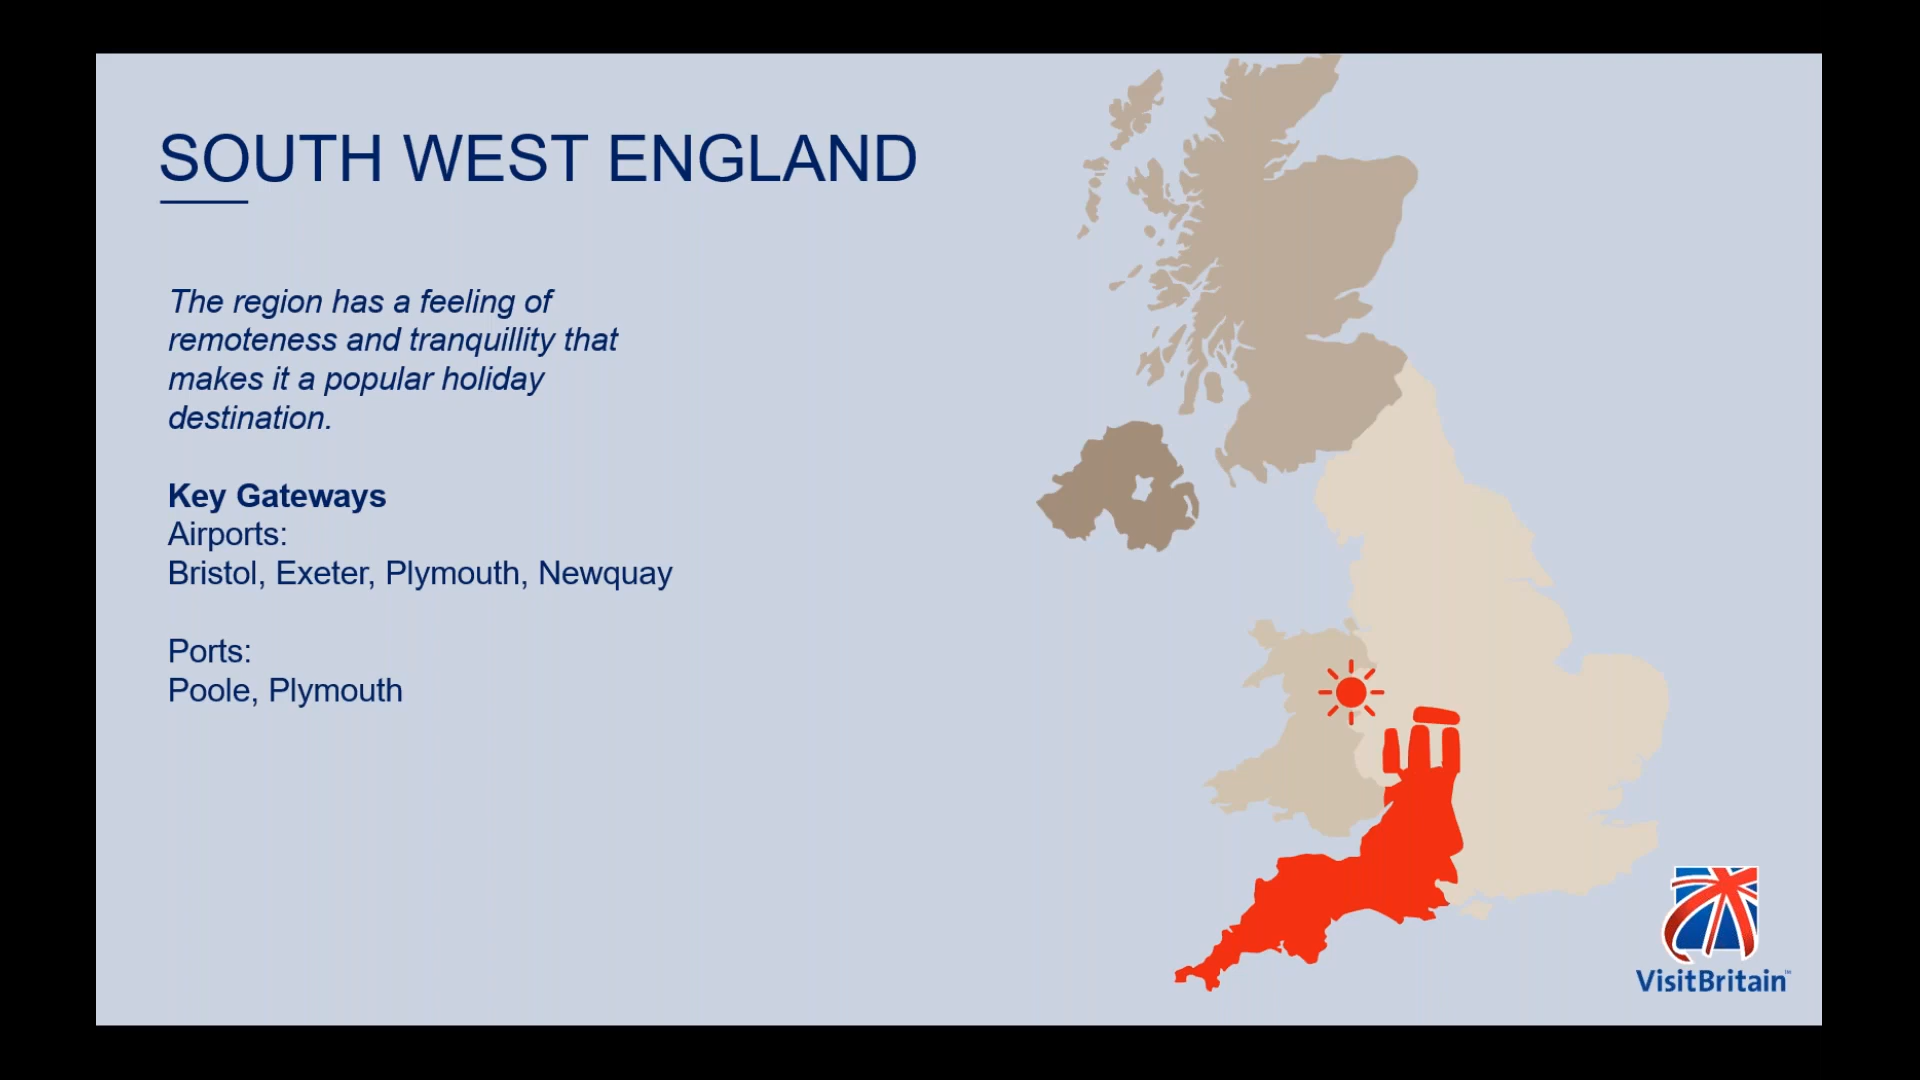 SOUTH WEST ENGLAND
The region has a feeling of
remoteness and tranquillity that
makes it a popular holiday
destination.
Key Gateways
Airports:
Bristol, Exeter, Plymouth, Newquay
Ports:
Poole, Plymouth
VisitBritain™